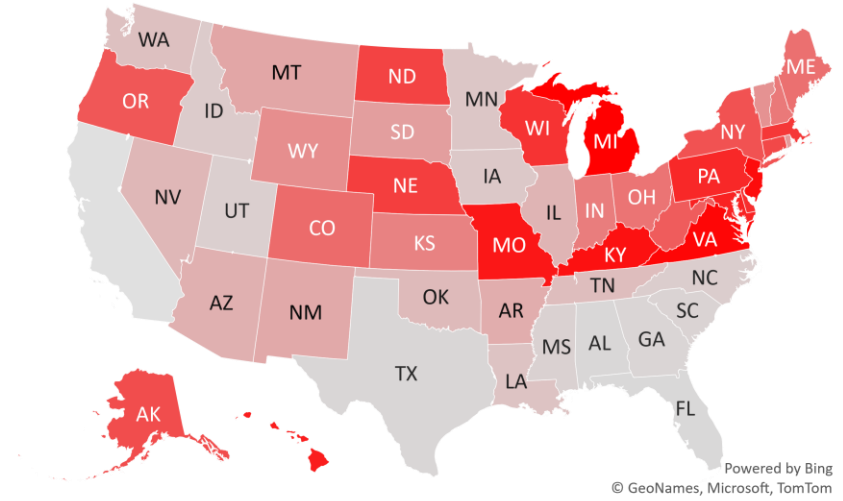 WA
ME
MT
ND
MN
OR
ID
WI
MI
NY
SD
WY
PA
IA
NE
NV
UT
IL
IN
OH
CO
KS
MO
KY
VA
AZ
NM
OK
AR
TN
NC
SC
MS
AL
GA
TX
LA
FL
AK
Powered by Bing
© GeoNames, Microsoft, TomTom